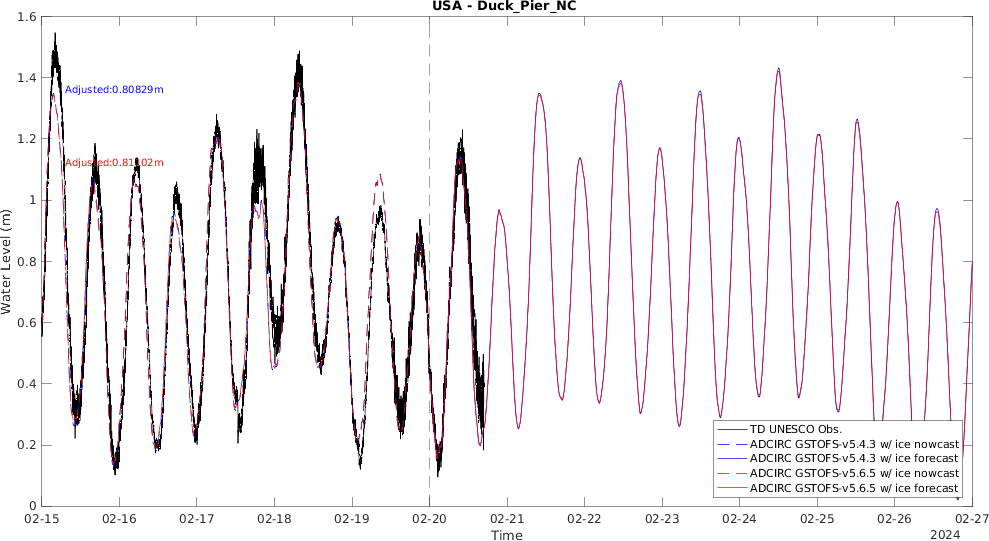 USA - Duck_Pier_NC
1.6
1.4
1.2
1
0.8
0.6
0.4
0.2
0
Water Level (m)
Adjusted:0.80829m
Adjusted:0.81102m
TD UNESCO Obs.
ADCIRC GSTOFS-v5.4.3 w/ ice nowcast
ADCIRC GSTOFS-v5.4.3 w/ ice forecast
ADCIRC GSTOFS-v5.6.5 w/ ice nowcast
ADCIRC GSTOFS-v5.6.5 w/ ice forecast
02-15 02-16 02-17 02-18 02-19 02-20 02-21 02-22 02-23 02-24 02-25 02-26 02-27
Time
2024